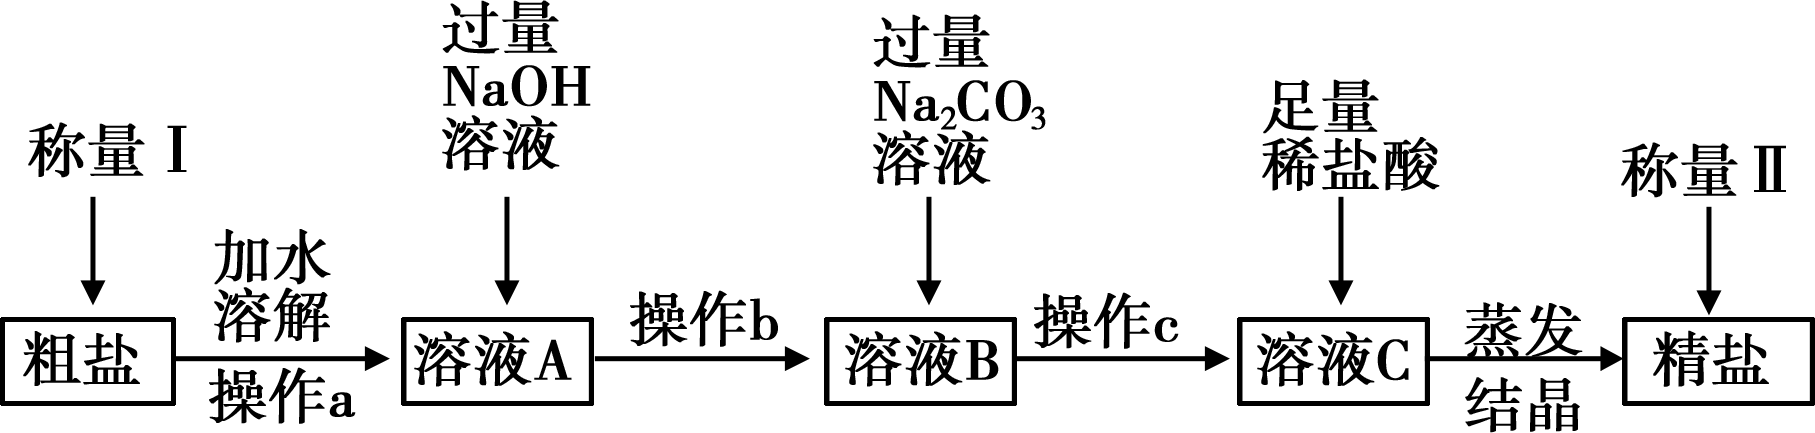 称量Ⅰ
粗盐
加水
溶解
操作a
过量
NaOH
溶液
溶液A
操作b
过量
Na₂CO₃
溶液
溶液B
操作c
足量
稀盐酸
溶液C
蒸发
结晶
称量Ⅱ
精盐